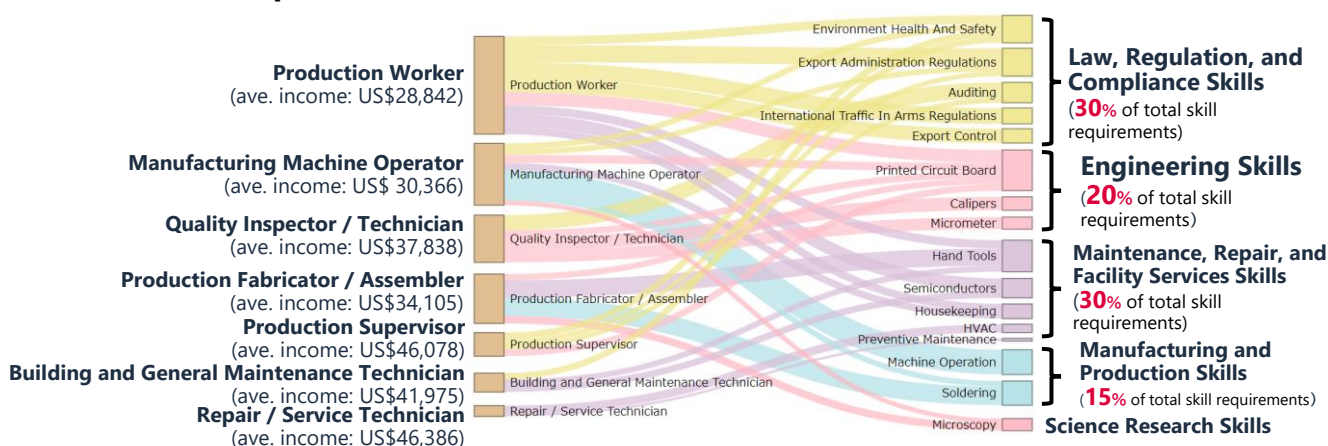 Production Worker
(ave. income: US$28,842)
Manufacturing Machine Operator
(ave. income: US$ 30,366)
Quality Inspector / Technician
(ave. income: US$37,838)
Production Fabricator / Assembler
(ave. income: US$34,105)
Production Supervisor
(ave. income: US$46,078)
Building and General Maintenance Technician
(ave. income: US$41,975)
Repair / Service Technician
(ave. income: US$46,386)
Production Worker
Manufacturing Machine Operator
Quality Inspector / Technician
Production Fabricator / Assembler
Production Supervisor
Building and General Maintenance Technician
Repair / Service Technician
Environment Health And Safety
Export Administration Regulations
Auditing
International Traffic In Arms Regulations
Export Control
Printed Circuit Board
Calipers
Micrometer
Hand Tools
Semiconductors
Housekeeping
HVAC
Preventive Maintenance
Machine Operation
Soldering
Microscopy
Law, Regulation, and
Compliance Skills
(30% of total skill
requirements)
Engineering Skills
(20% of total skill
requirements)
Maintenance, Repair, and
Facility Services Skills
(30% of total skill
requirements)
Manufacturing and
Production Skills
(15% of total skill requirements)
Science Research Skills